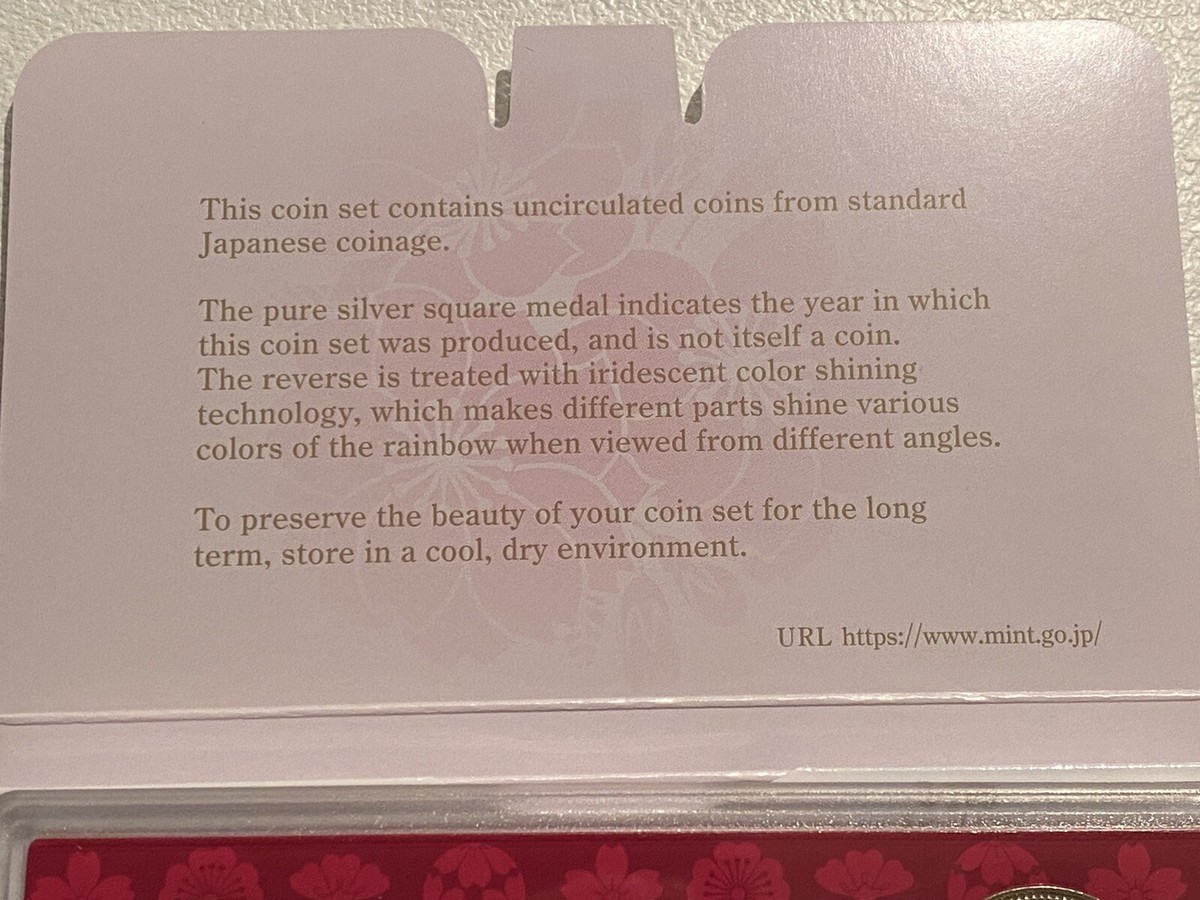 This coin set contains uncirculated coins from standard
Japanese coinage.
The pure silver square medal indicates the year in which
this coin set was produced, and is not itself a coin.
The reverse is treated with iridescent color shining
technology, which makes different parts shine various
colors of the rainbow when viewed from different angles.
To preserve the beauty of your coin set for the long
term, store in a cool, dry environment.
URL https://www.mint.go.jp/